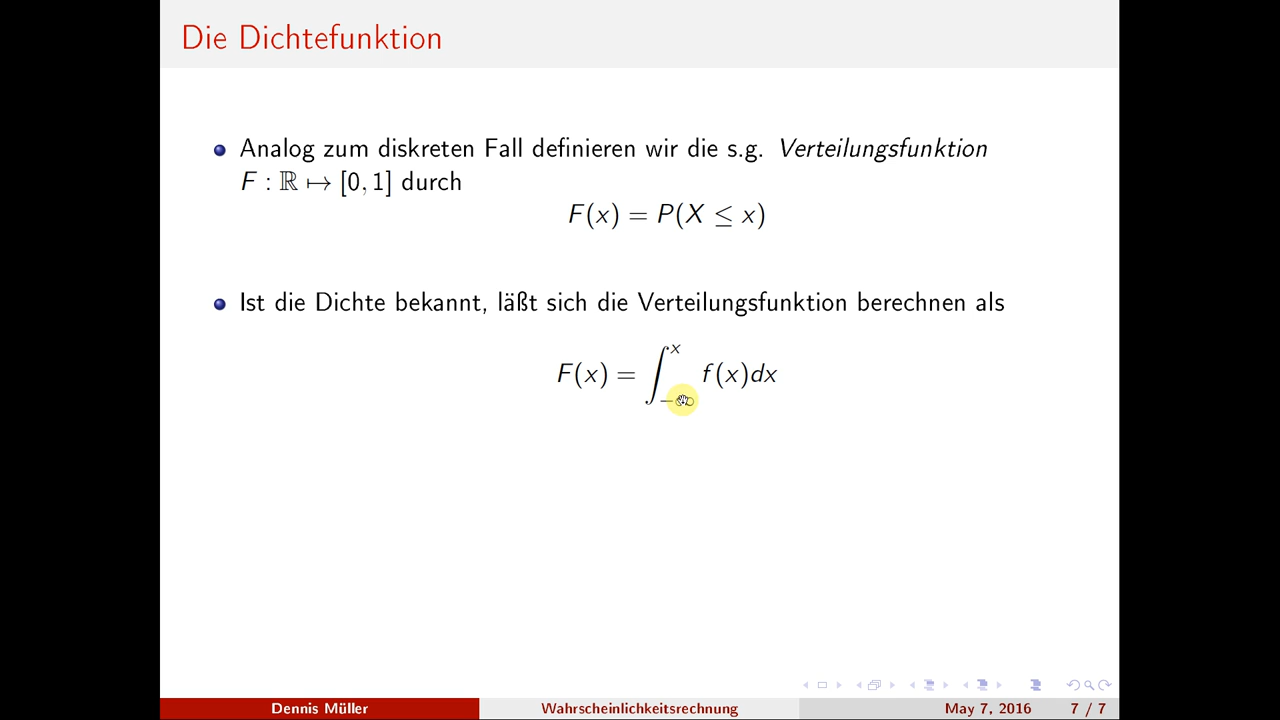 Die Dichtefunktion
Analog zum diskreten Fall definieren wir die s.g. Verteilungsfunktion
F : ℝ ↦ [0, 1] durch
F(x) = P(X ≤ x)
Ist die Dichte bekannt, läßt sich die Verteilungsfunktion berechnen als
F(x) = ∫_{-∞}^{x} f(x)dx
Dennis Müller Wahrscheinlichkeitsrechnung May 7, 2016 7 / 7